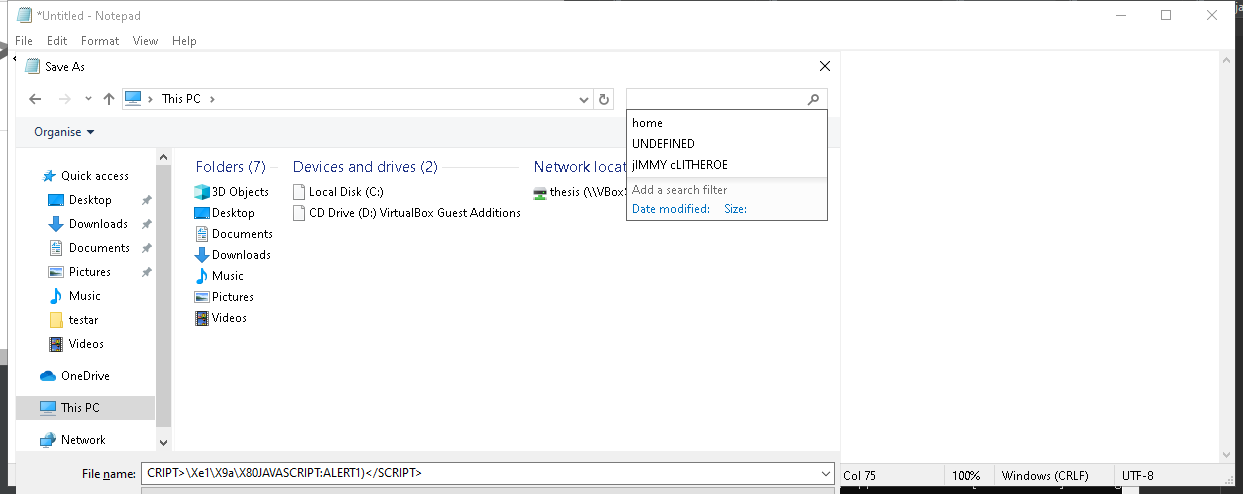 *Untitled - Notepad
File Edit Format View Help
Save As
This PC
Organise
home
UNDEFINED
jIMMY cLITHEROE
Add a search filter
Date modified: Size:
Quick access
Desktop
Downloads
Documents
Pictures
Music
testar
Videos
OneDrive
This PC
Network
Folders (7)
3D Objects
Desktop
Documents
Downloads
Music
Pictures
Videos
Devices and drives (2)
Local Disk (C:)
CD Drive (D:) VirtualBox Guest Additions
Network locat
thesis (\\VBox
File name: CRIPT>\Xe1\X9a\X80JAVASCRIPT:ALERT1)</SCRIPT>
Col 75 100% Windows (CRLF) UTF-8